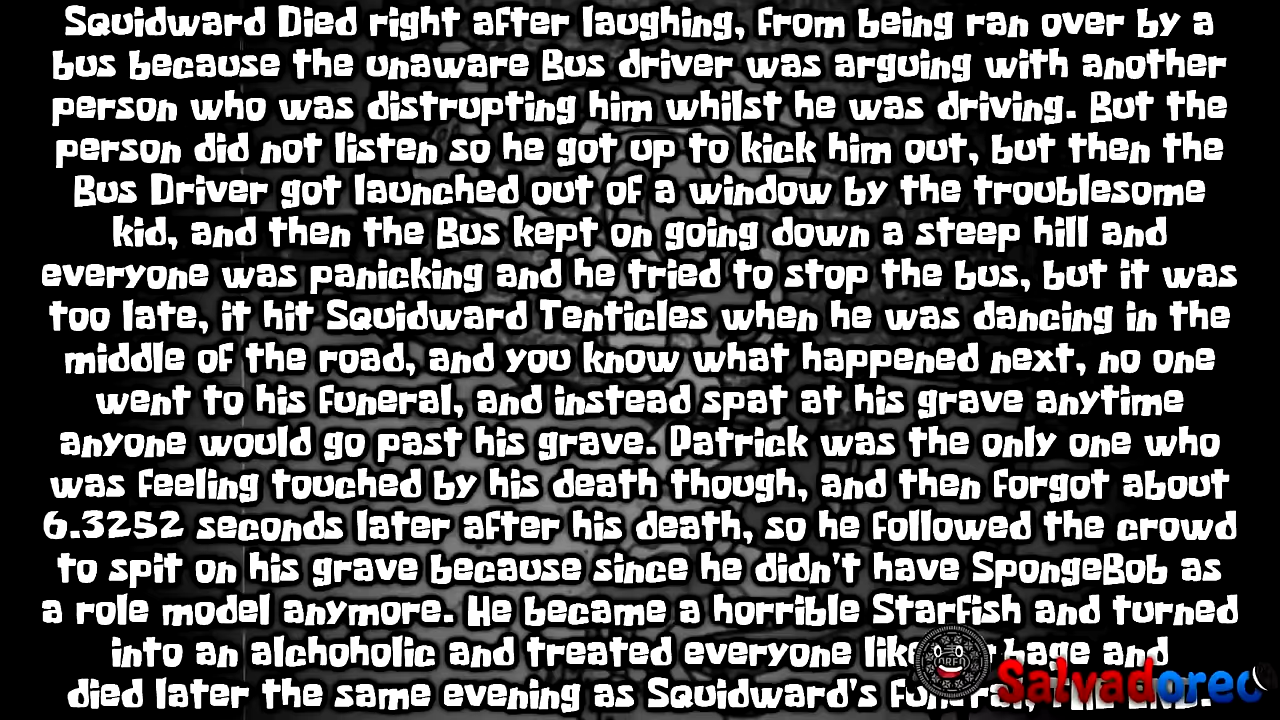 Squidward Died right after laughing, from being ran over by a
bus because the unaware Bus driver was arguing with another
person who was distrupting him whilst he was driving. But the
person did not listen so he got up to kick him out, but then the
Bus Driver got launched out of a window by the troublesome
kid, and then the Bus kept on going down a steep hill and
everyone was panicking and he tried to stop the bus, but it was
too late, it hit Squidward Tenticles when he was dancing in the
middle of the road, and you know what happened next, no one
went to his funeral, and instead spat at his grave anytime
anyone would go past his grave. Patrick was the only one who
was feeling touched by his death though, and then forgot about
6.3252 seconds later after his death, so he followed the crowd
to spit on his grave because since he didn't have SpongeBob as
a role model anymore. He became a horrible Starfish and turned
into an alchoholic and treated everyone like and
died later the same evening as Squidward's
OREO
Salvadoreo